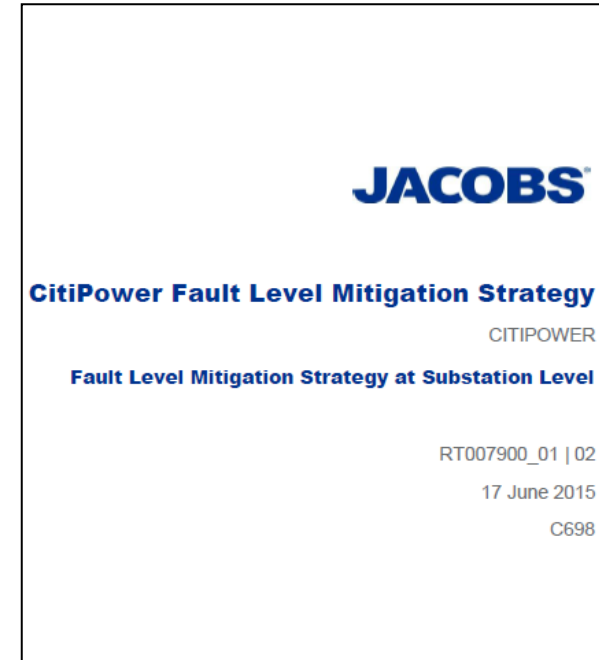 JACOBS
CitiPower Fault Level Mitigation Strategy
CITIPOWER
Fault Level Mitigation Strategy at Substation Level
RT007900_01 | 02
17 June 2015
C698